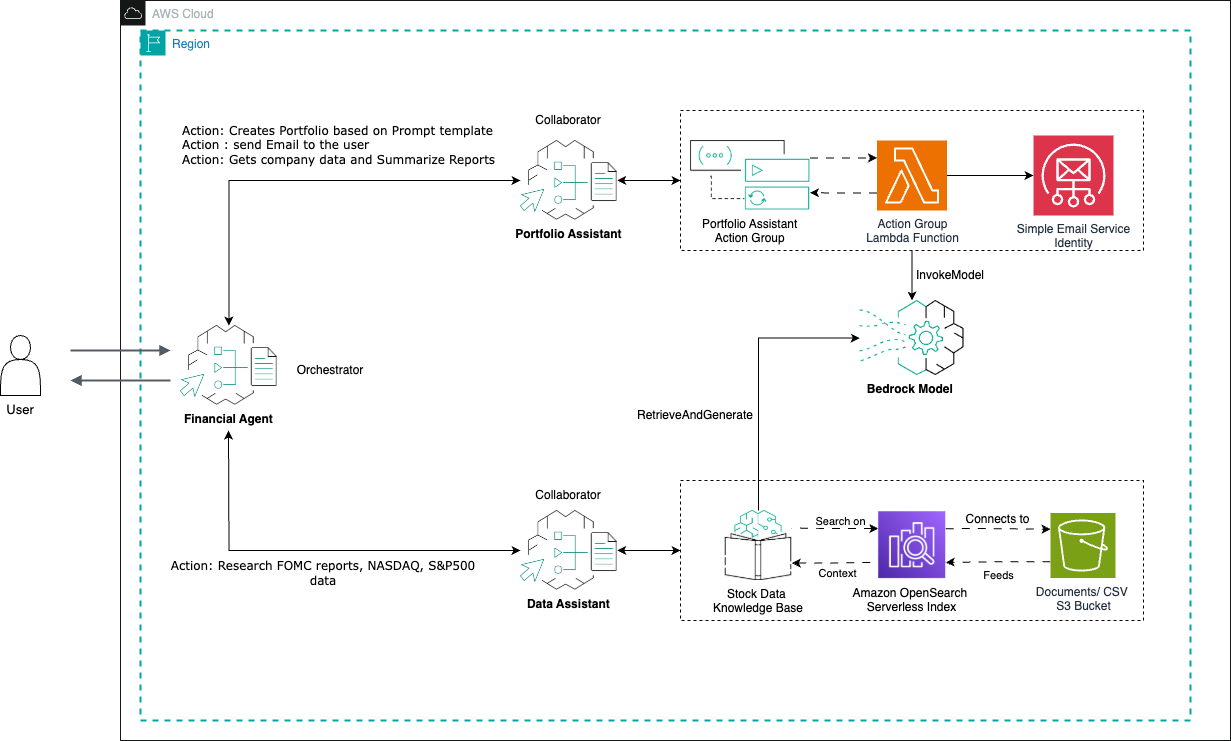 AWS Cloud
Region
Collaborator
Action: Creates Portfolio based on Prompt template
Action : send Email to the user
Action: Gets company data and Summarize Reports
Portfolio Assistant
Portfolio Assistant
Action Group
Action Group
Lambda Function
Simple Email Service
Identity
InvokeModel
Bedrock Model
User
Orchestrator
Financial Agent
RetrieveAndGenerate
Collaborator
Action: Research FOMC reports, NASDAQ, S&P500
data
Data Assistant
Search on
Connects to
Context
Feeds
Stock Data
Knowledge Base
Amazon OpenSearch
Serverless Index
Documents/ CSV
S3 Bucket